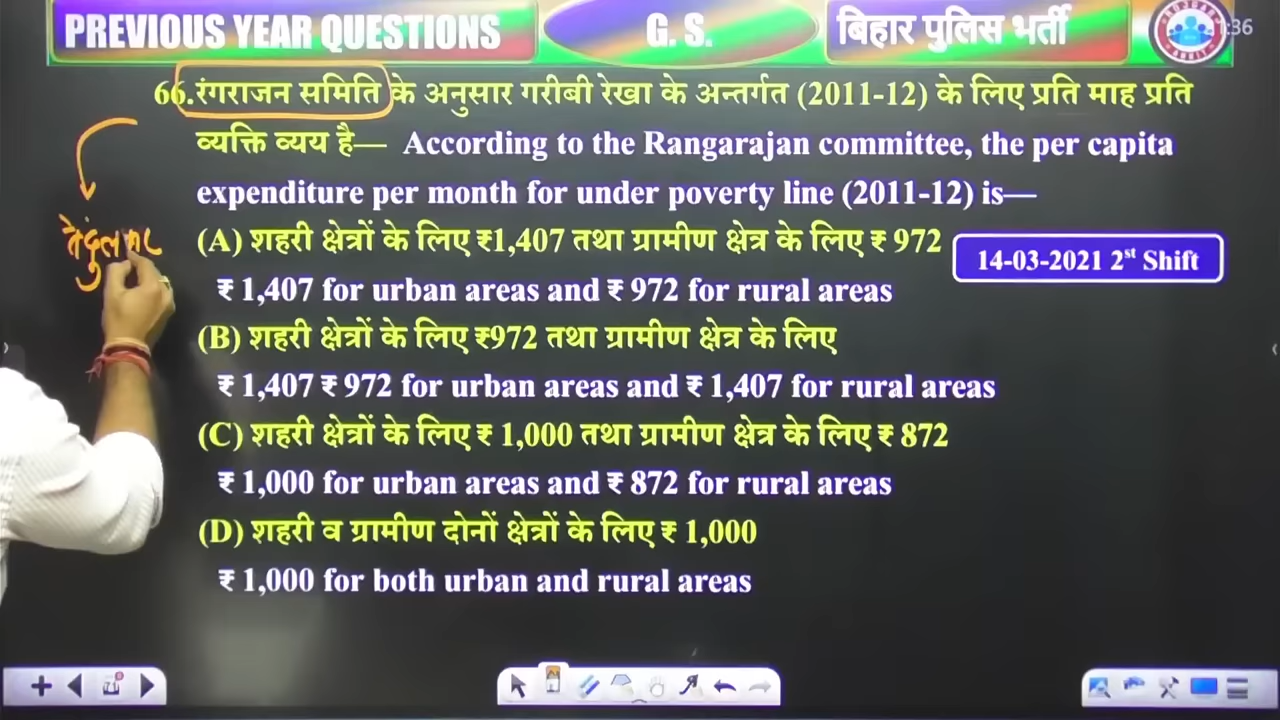 PREVIOUS YEAR QUESTIONS
G. S.
बिहार पुलिस भर्ती
1:36
66.रंगराजन समिति के अनुसार गरीबी रेखा के अन्तर्गत (2011-12) के लिए प्रति माह प्रति
व्यक्ति व्यय है— According to the Rangarajan committee, the per capita
expenditure per month for under poverty line (2011-12) is—
तेंदुलकर
(A) शहरी क्षेत्रों के लिए ₹1,407 तथा ग्रामीण क्षेत्र के लिए ₹ 972
14-03-2021 2st Shift
₹ 1,407 for urban areas and ₹ 972 for rural areas
(B) शहरी क्षेत्रों के लिए ₹972 तथा ग्रामीण क्षेत्र के लिए
₹ 1,407 ₹ 972 for urban areas and ₹ 1,407 for rural areas
(C) शहरी क्षेत्रों के लिए ₹ 1,000 तथा ग्रामीण क्षेत्र के लिए ₹ 872
₹ 1,000 for urban areas and ₹ 872 for rural areas
(D) शहरी व ग्रामीण दोनों क्षेत्रों के लिए ₹ 1,000
₹ 1,000 for both urban and rural areas